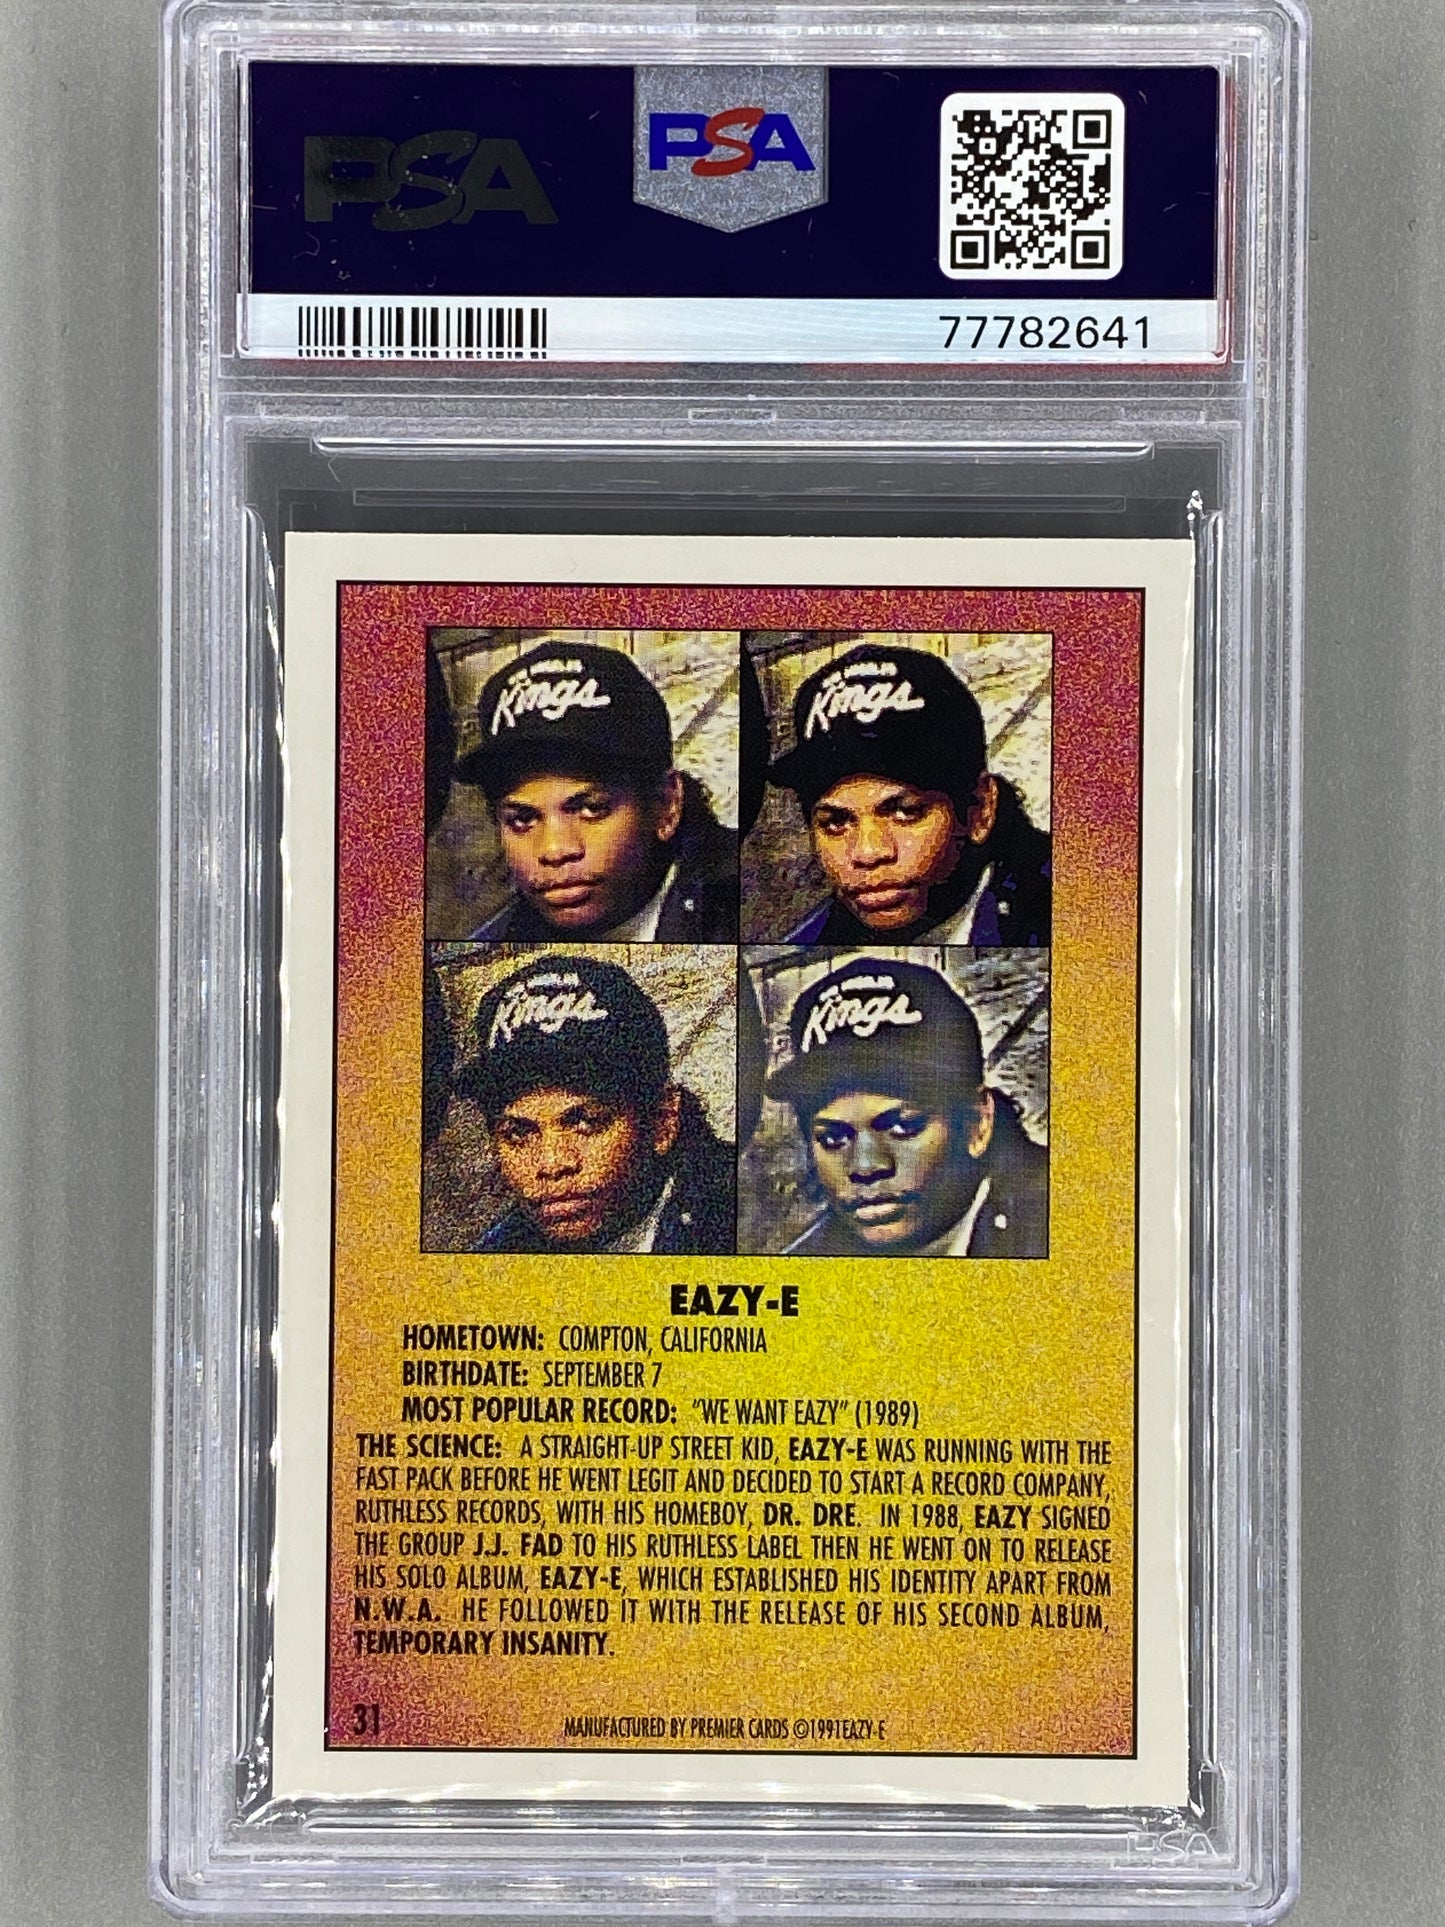 PSA
PSA
77782641
LOS ANGELES
Kings
LOS ANGELES
Kings
Kings
Kings
EAZY-E
HOMETOWN: COMPTON, CALIFORNIA
BIRTHDATE: SEPTEMBER 7
MOST POPULAR RECORD: "WE WANT EAZY" (1989)
THE SCIENCE: A STRAIGHT-UP STREET KID, EAZY-E WAS RUNNING WITH THE
FAST PACK BEFORE HE WENT LEGIT AND DECIDED TO START A RECORD COMPANY,
RUTHLESS RECORDS, WITH HIS HOMEBOY, DR. DRE. IN 1988, EAZY SIGNED
THE GROUP J.J. FAD TO HIS RUTHLESS LABEL THEN HE WENT ON TO RELEASE
HIS SOLO ALBUM, EAZY-E, WHICH ESTABLISHED HIS IDENTITY APART FROM
N.W.A. HE FOLLOWED IT WITH THE RELEASE OF HIS SECOND ALBUM,
TEMPORARY INSANITY.
31
MANUFACTURED BY PREMIER CARDS ©1991EAZY-E
PSA